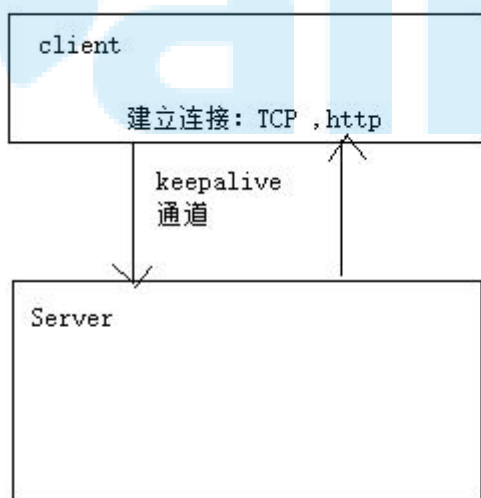 client
建立连接: TCP ,http
keepalive
通道
Server